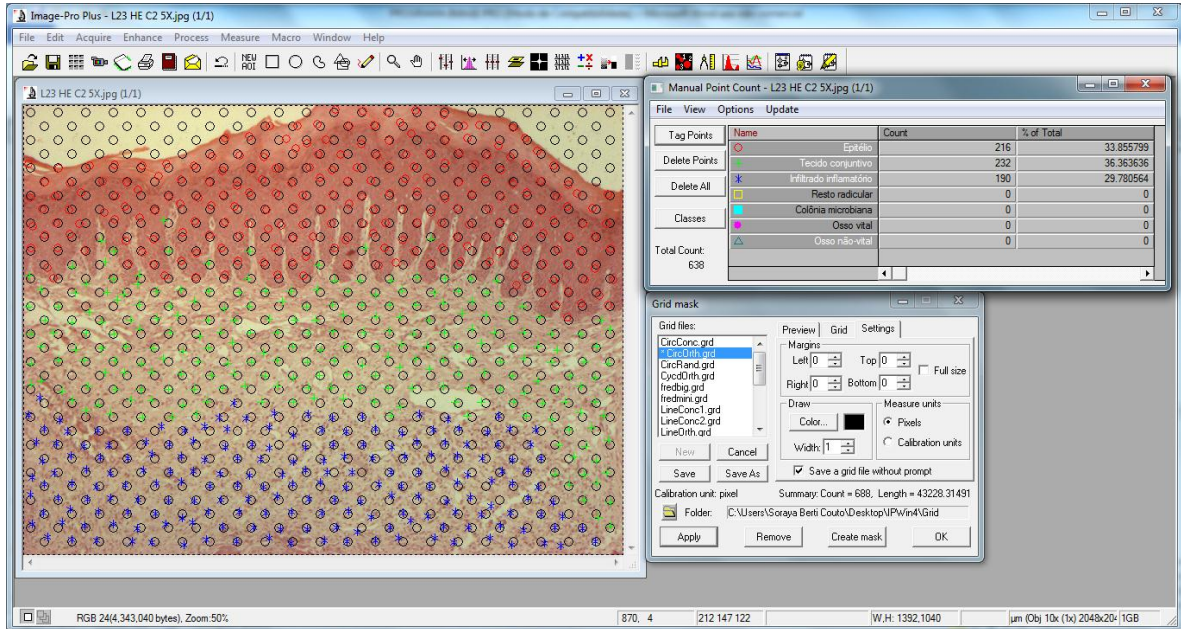 Image-Pro Plus - L23 HE C2 5X.jpg (1/1)
File Edit Acquire Enhance Process Measure Macro Window Help
NEW AOI
L23 HE C2 5X.jpg (1/1)
Manual Point Count - L23 HE C2 5X.jpg (1/1)
File View Options Update
Tag Points
Delete Points
Delete All
Classes
Total Count:
638
Name Count % of Total
Epitélio 216 33.855799
Tecido conjuntivo 232 36.363636
Infiltrado inflamatório 190 29.780564
Resto radicular 0 0
Colônia microbiana 0 0
Osso vital 0 0
Osso não-vital 0 0
Grid mask
Grid files:
CircConc.grd
* CircOrth.grd
CircRand.grd
CycdOrth.grd
fredbig.grd
fredmini.grd
LineConc1.grd
LineConc2.grd
LineOrth.grd
New Cancel
Save Save As
Preview Grid Settings
Margins
Left 0 Top 0
Full size
Right 0 Bottom 0
Draw
Color...
Width: 1
Measure units
Pixels
Calibration units
Save a grid file without prompt
Calibration unit: pixel
Summary: Count = 688, Length = 43228.31491
Folder: C:\Users\Soraya Berti Couto\Desktop\IPWin4\Grid
Apply Remove Create mask OK
RGB 24(4,343,040 bytes), Zoom:50%
870, 4
212 147 122
W,H: 1392,1040
µm (Obj 10x (1x) 2048x204
1GB